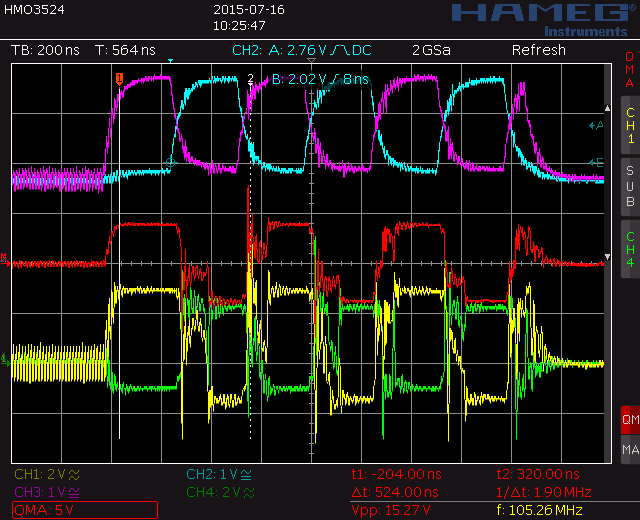 HMO3524 2015-07-16 HAMEG
10:25:47 Instruments
TB: 200 ns T: 564 ns CH2: A: 2.76 V DC 2 GSa Refresh
1 2 B: 2.02 V 8 ns
QMA
CH1
A
B
SUB
CH4
4
QM
MA
CH1: 2 V CH2: 1 V t1: -204.00 ns t2: 320.00 ns
CH3: 1 V CH4: 2 V Δt: 524.00 ns 1/Δt: 1.90 MHz
QMA: 5 V Vpp: 15.27 V f: 105.26 MHz